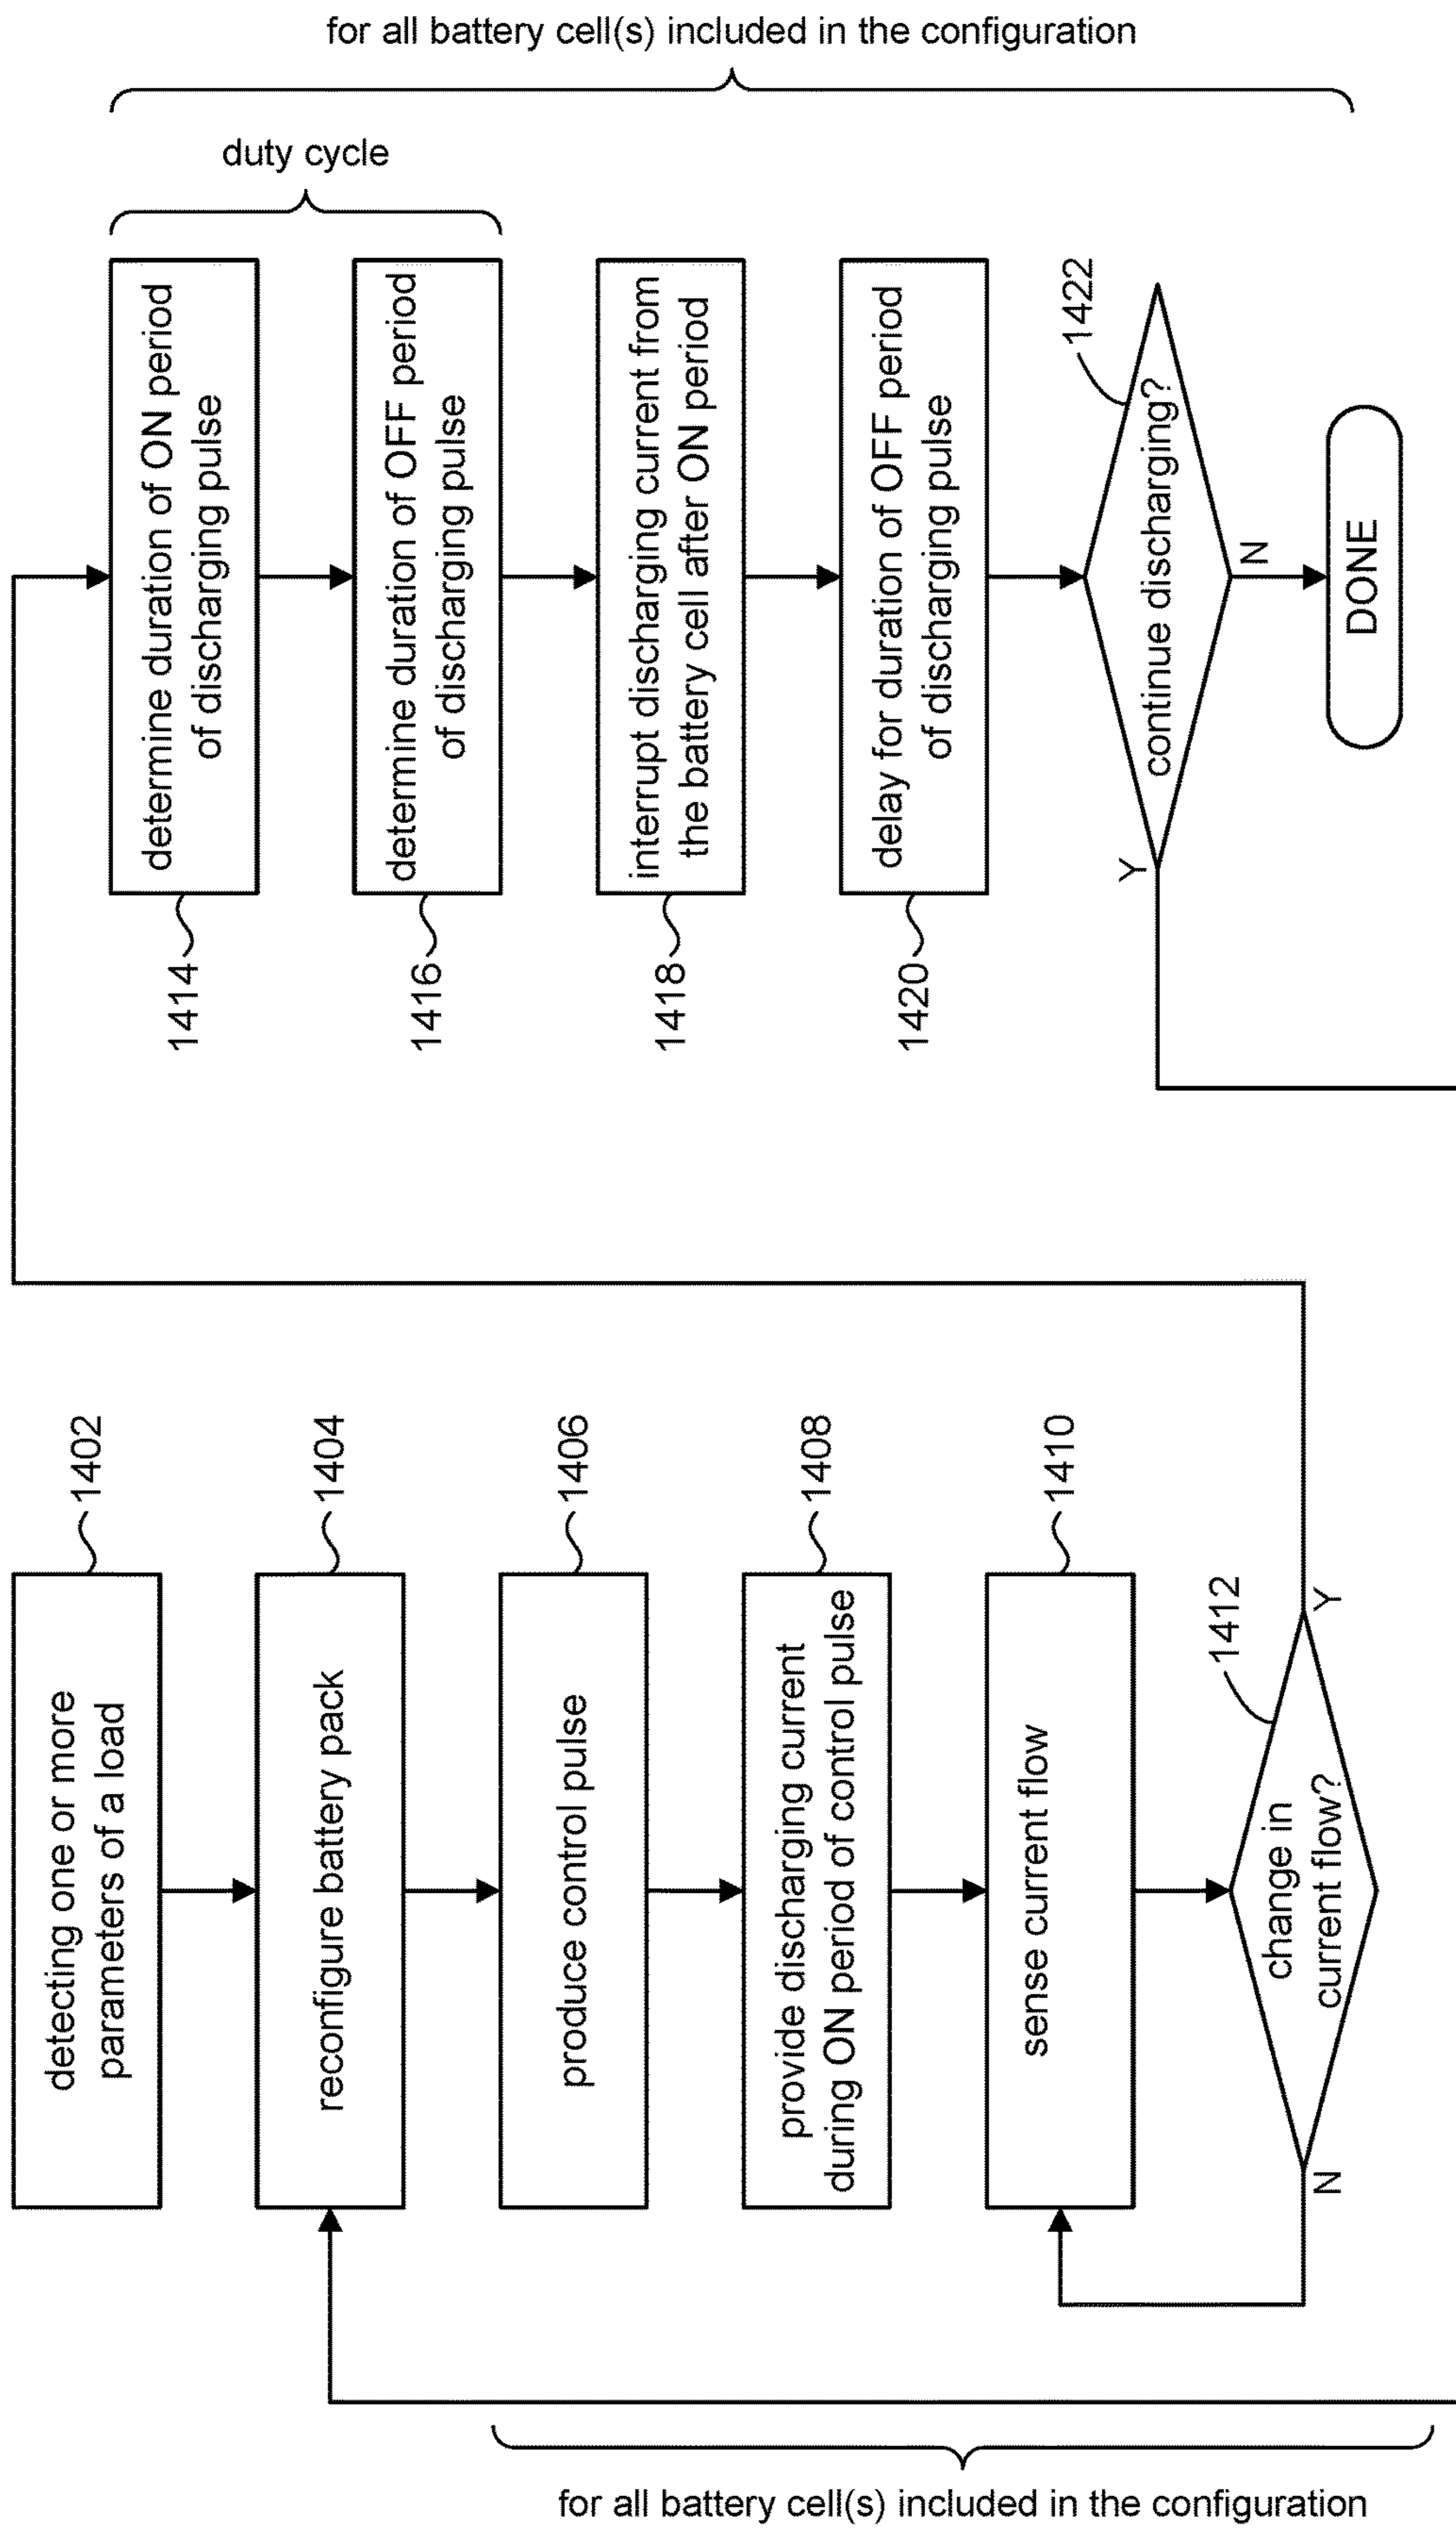 detecting one or more
parameters of a load
1402
reconfigure battery pack
1404
produce control pulse
1406
provide discharging current
during ON period of control pulse
1408
sense current flow
1410
change in
current flow?
1412
N
Y
for all battery cell(s) included in the configuration
for all battery cell(s) included in the configuration
duty cycle
determine duration of ON period
of discharging pulse
1414
determine duration of OFF period
of discharging pulse
1416
interrupt discharging current from
the battery cell after ON period
1418
delay for duration of OFF period
of discharging pulse
1420
continue discharging?
1422
Y
N
DONE